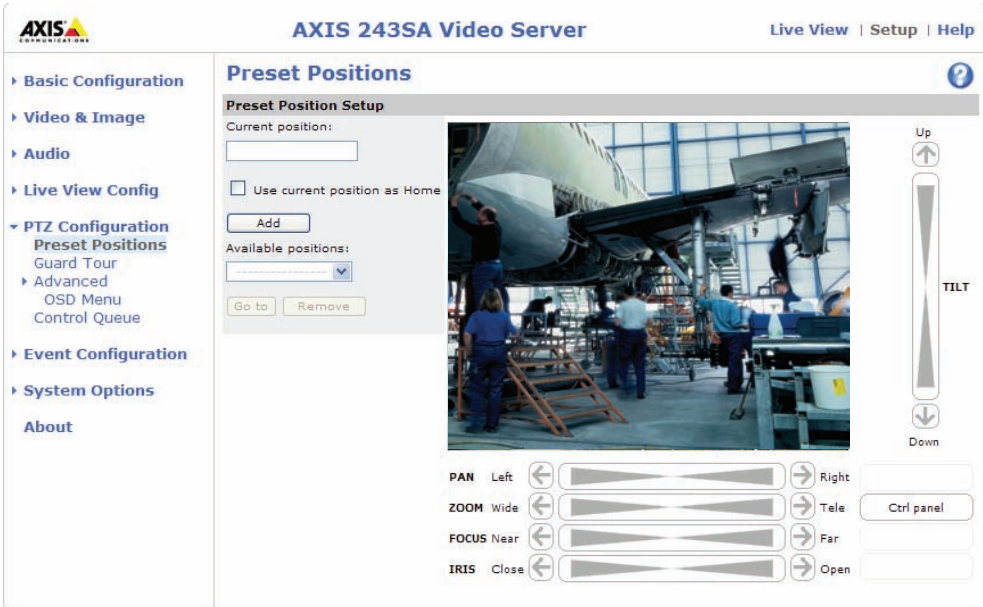 AXIS
COMMUNICATIONS
AXIS 243SA Video Server
Live View | Setup | Help
Basic Configuration
Video & Image
Audio
Live View Config
PTZ Configuration
Preset Positions
Guard Tour
Advanced
OSD Menu
Control Queue
Event Configuration
System Options
About
Preset Positions
?
Preset Position Setup
Current position:
Use current position as Home
Add
Available positions:
Go to
Remove
Up
TILT
Down
PAN Left Right
ZOOM Wide Tele
Ctrl panel
FOCUS Near Far
IRIS Close Open